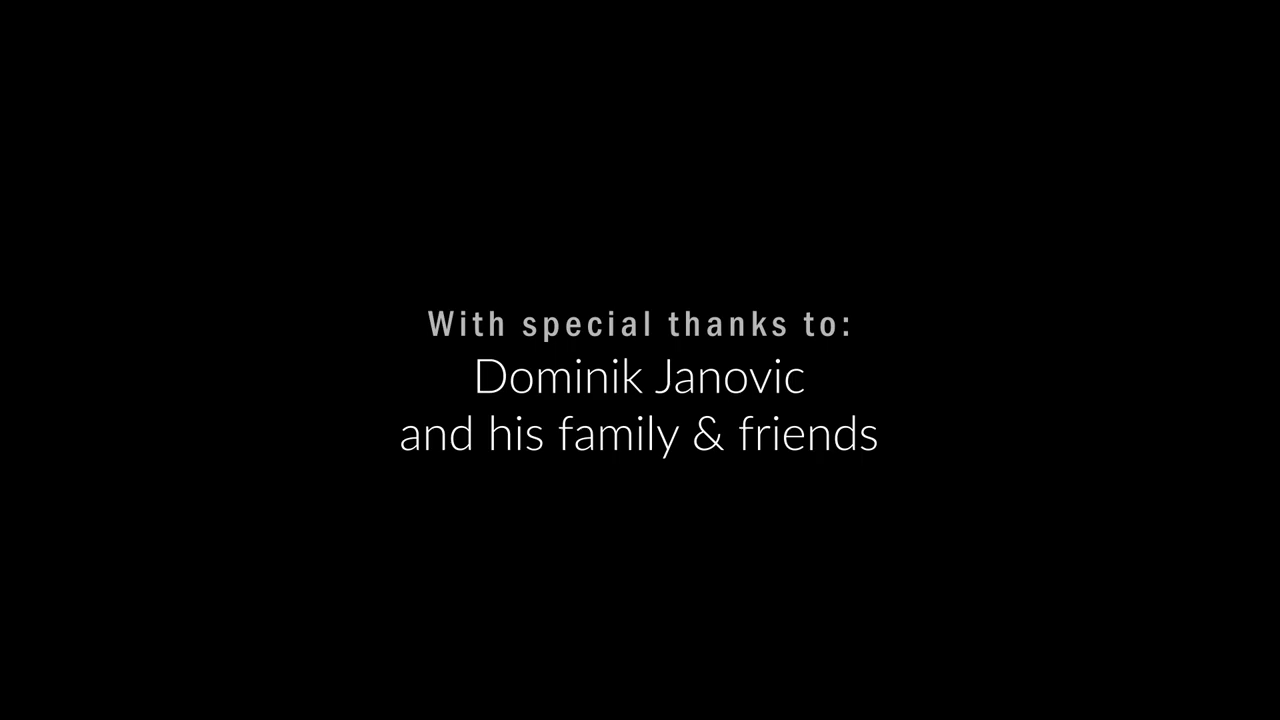 With special thanks to:
Dominik Janovic
and his family & friends